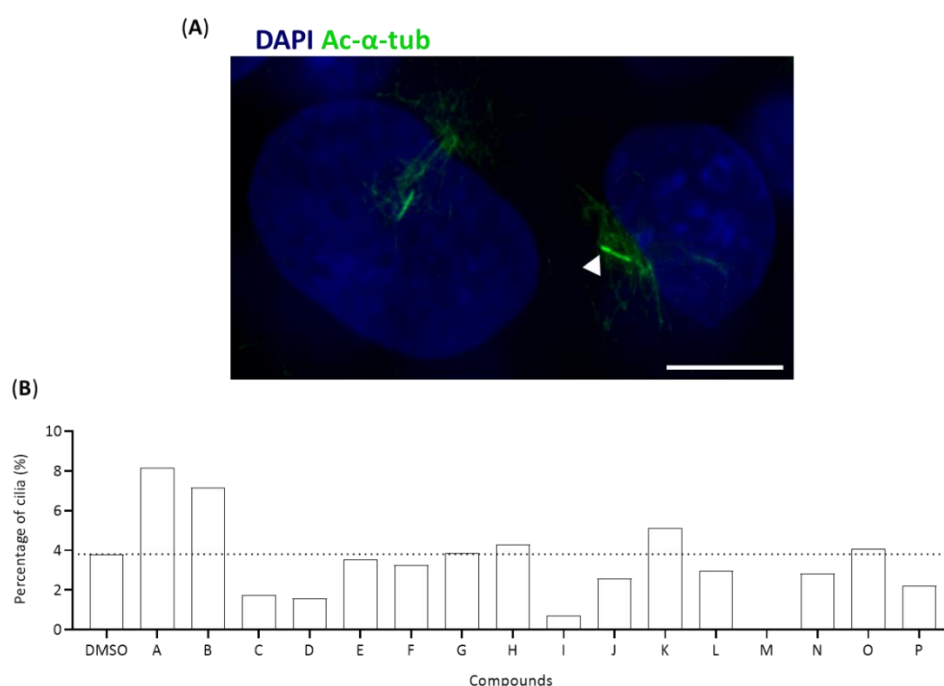 (A)
DAPI Ac-α-tub
(B)
Percentage of cilia (%)
10
8
6
4
2
0
DMSO A B C D E F G H I J K L M N O P
Compounds